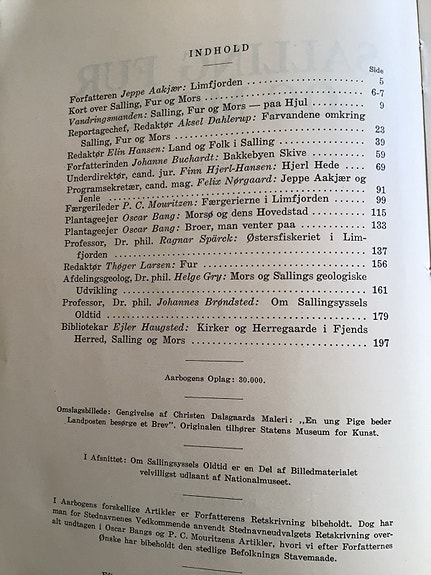 INDHOLD
Side
Forfatteren Jeppe Aakjær: Limfjorden 5
Kort over Salling, Fur og Mors 6-7
Vandringsmanden: Salling, Fur og Mors — paa Hjul 9
Reportagechef, Redaktør Aksel Dahlerup: Farvandene omkring
Salling, Fur og Mors 23
Redaktør Elin Hansen: Land og Folk i Salling 39
Forfatterinden Johanne Buchardt: Bakkebyen Skive 59
Underdirektør, cand. jur. Finn Hjerl-Hansen: Hjerl Hede 69
Programsekretær, cand. mag. Felix Nørgaard: Jeppe Aakjær og
Jenle 91
Færgerileder P. C. Mouritzen: Færgerierne i Limfjorden 99
Plantageejer Oscar Bang: Morsø og dens Hovedstad 115
Plantageejer Oscar Bang: Broer, man venter paa 133
Professor, Dr. phil. Ragnar Spärck: Østersfiskeriet i Lim-
fjorden 137
Redaktør Thøger Larsen: Fur 156
Afdelingsgeolog, Dr. phil. Helge Gry: Mors og Sallings geologiske
Udvikling 161
Professor, Dr. phil. Johannes Brøndsted: Om Sallingsyssels
Oldtid 179
Bibliotekar Ejler Haugsted: Kirker og Herregaarde i Fjends
Herred, Salling og Mors 197
Aarbogens Oplag: 30.000.
Omslagsbillede: Gengivelse af Christen Dalsgaards Maleri: „En ung Pige beder
Landposten besørge et Brev". Originalen tilhører Statens Museum for Kunst.
I Afsnittet: Om Sallingsyssels Oldtid er en Del af Billedmaterialet
velvilligst udlaant af Nationalmuseet.
I Aarbogens forskellige Artikler er Forfatterens Retskrivning bibeholdt. Dog har
man for Stednavnenes Vedkommende anvendt Stednavneudvalgets Retskrivning over-
alt undtagen i Oscar Bangs og P. C. Mouritzens Artikler, hvori vi efter Forfatternes
Ønske har bibeholdt den stedlige Befolknings Stavemaade.